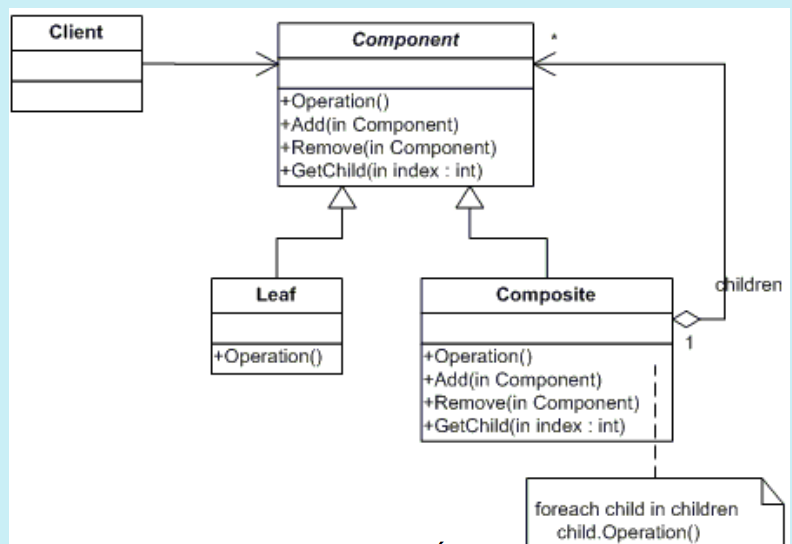 Client
Component
*
+Operation()
+Add(in Component)
+Remove(in Component)
+GetChild(in index : int)
Leaf
+Operation()
Composite
children
1
+Operation()
+Add(in Component)
+Remove(in Component)
+GetChild(in index : int)
foreach child in children
child.Operation()